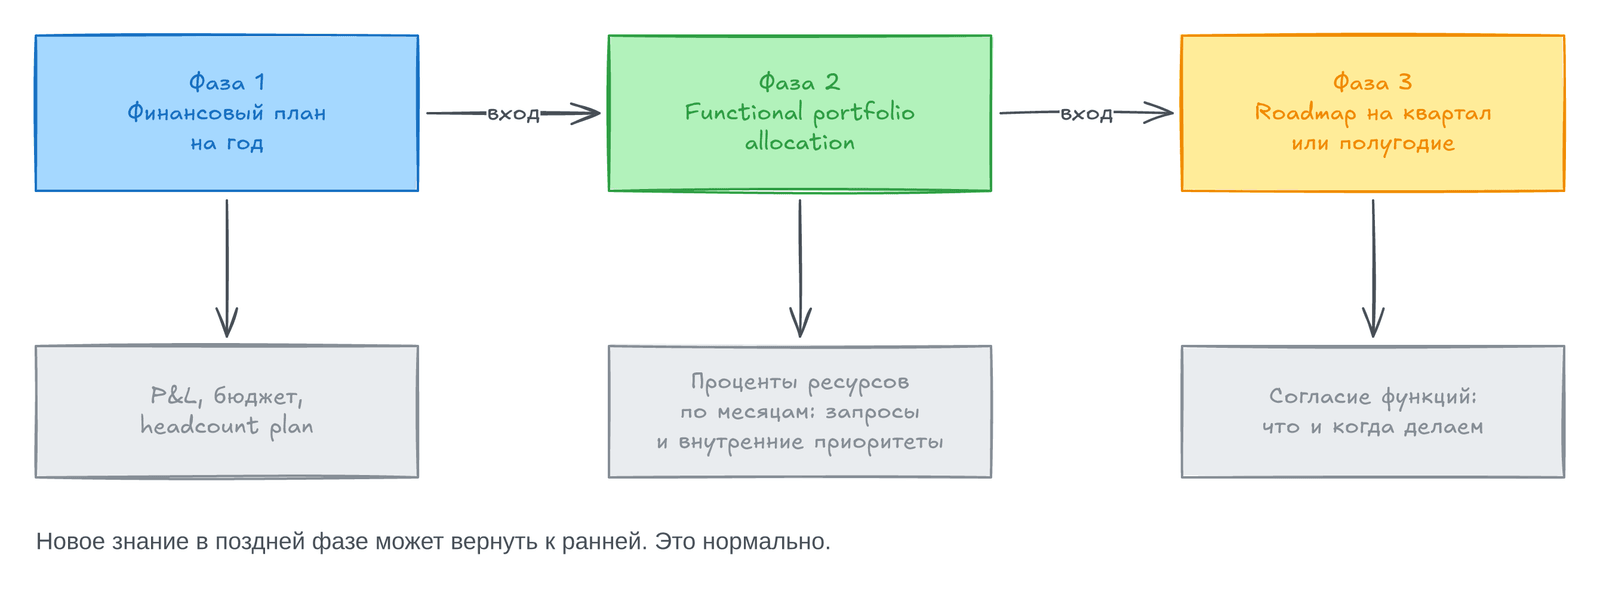 Фаза 1
Финансовый план
на год
вход
Фаза 2
Functional portfolio
allocation
вход
Фаза 3
Roadmap на квартал
или полугодие
P&L, бюджет,
headcount plan
Проценты ресурсов
по месяцам: запросы
и внутренние приоритеты
Согласие функций:
что и когда делаем
Новое знание в поздней фазе может вернуть к ранней. Это нормально.